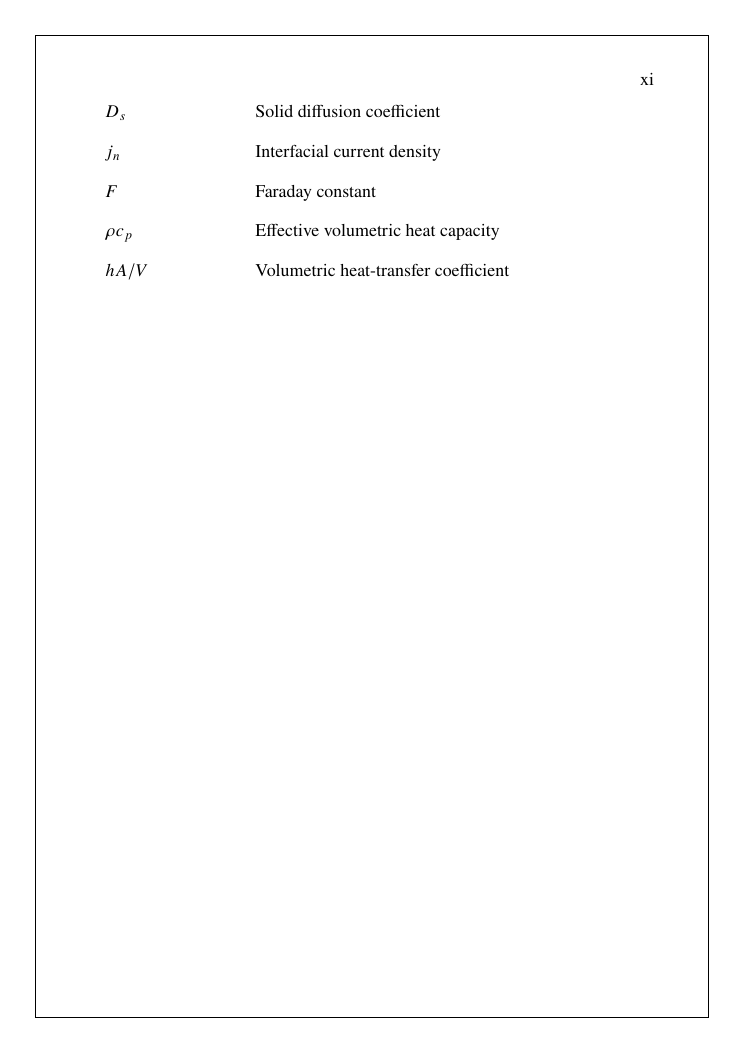 xi
D_s Solid diffusion coefficient
j_n Interfacial current density
F Faraday constant
ρc_p Effective volumetric heat capacity
hA/V Volumetric heat-transfer coefficient